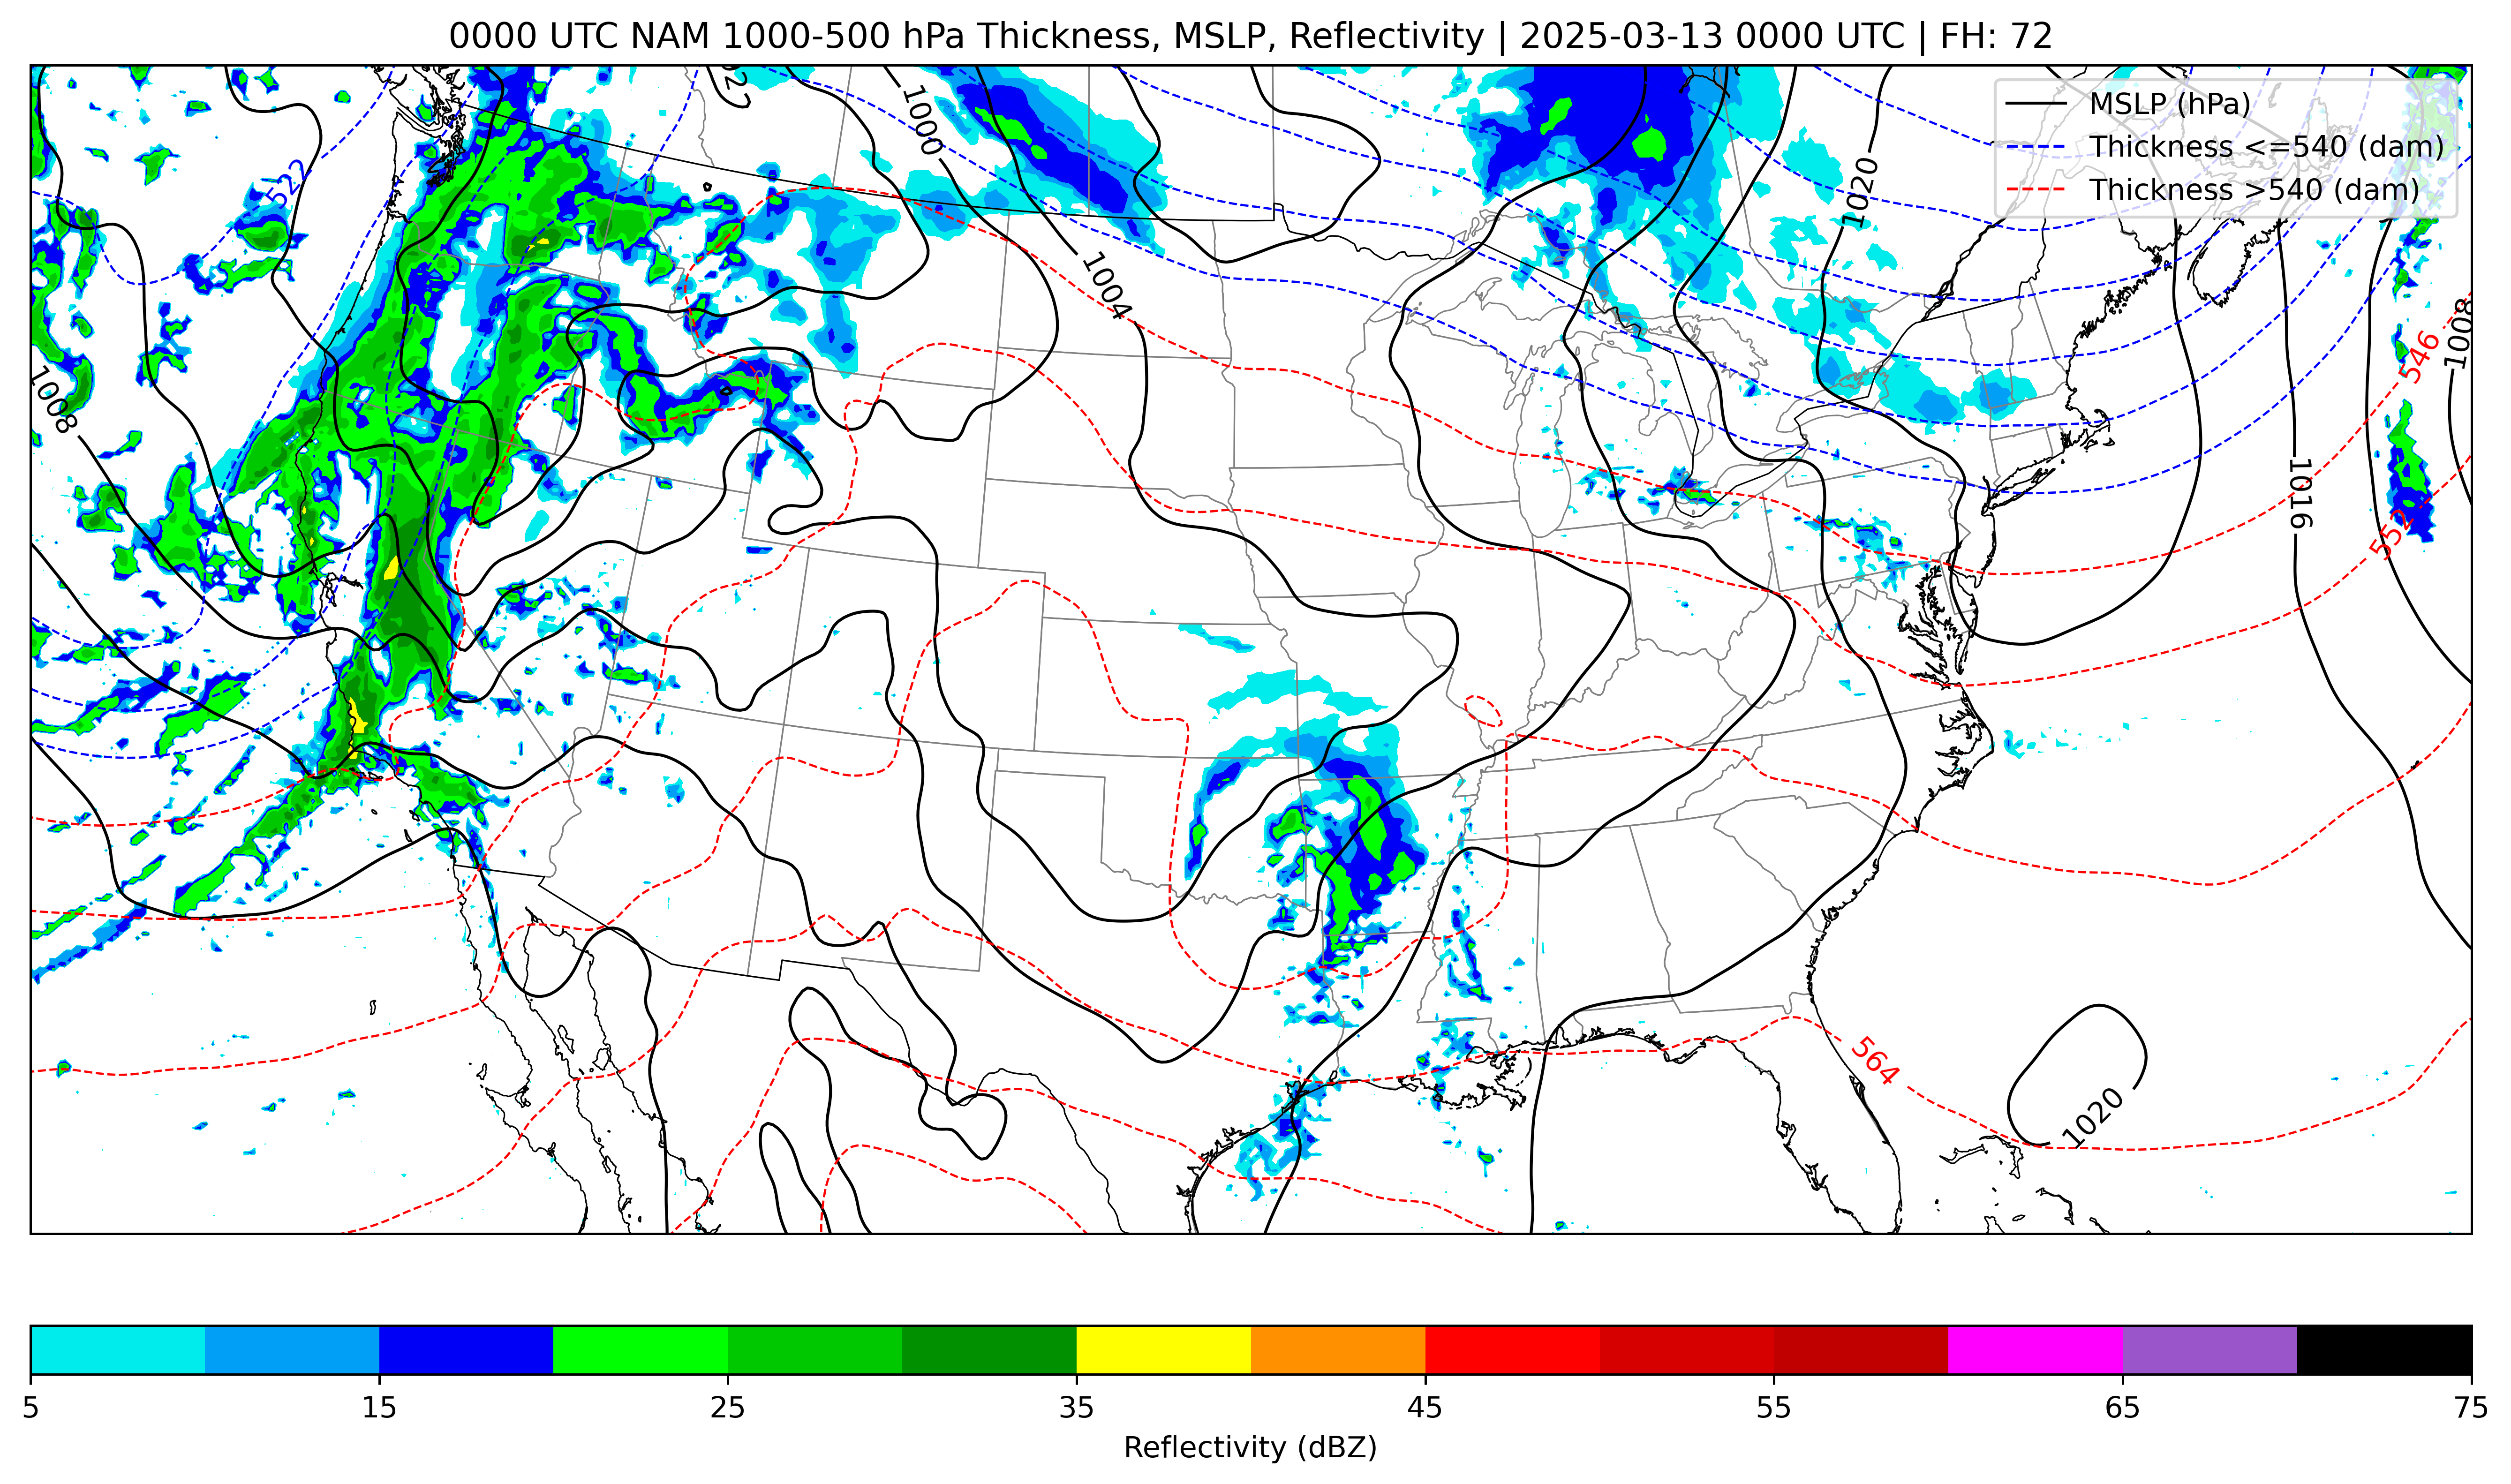 0000 UTC NAM 1000-500 hPa Thickness, MSLP, Reflectivity | 2025-03-13 0000 UTC | FH: 72
MSLP (hPa)
Thickness <=540 (dam)
Thickness >540 (dam)
1000
522
1020
1004
1008
546
1008
1016
552
564
1020
5 15 25 35 45 55 65 75
Reflectivity (dBZ)